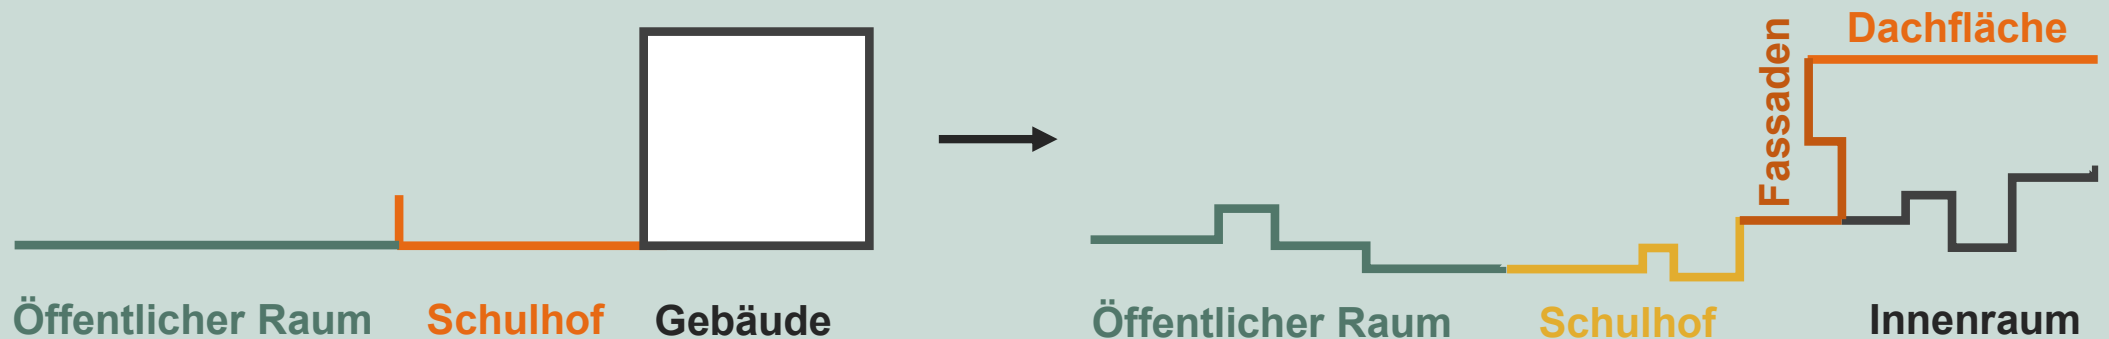 Öffentlicher Raum
Schulhof
Gebäude
Fassaden
Dachfläche
Öffentlicher Raum
Schulhof
Innenraum